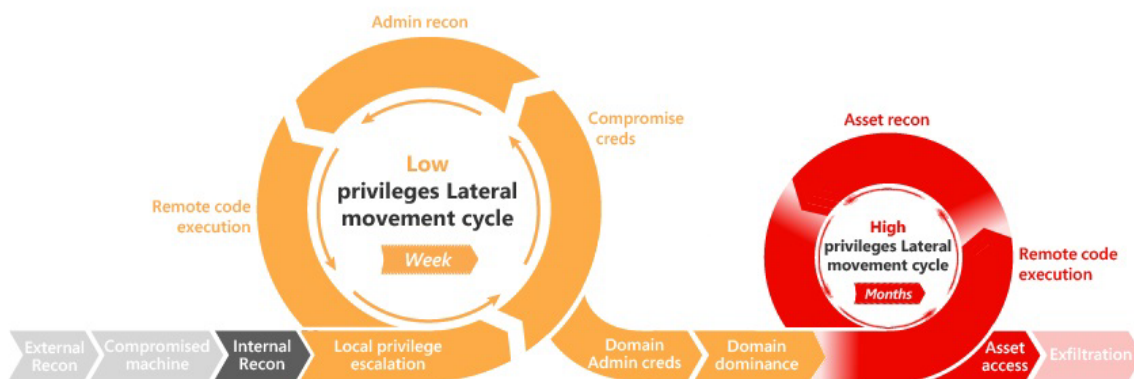 Admin recon
Compromise
creds
Low
privileges Lateral
movement cycle
Week
Remote code
execution
Asset recon
High
privileges Lateral
movement cycle
Months
Remote code
execution
External
Recon
Compromised
machine
Internal
Recon
Local privilege
escalation
Domain
Admin creds
Domain
dominance
Asset
access
Exfiltration